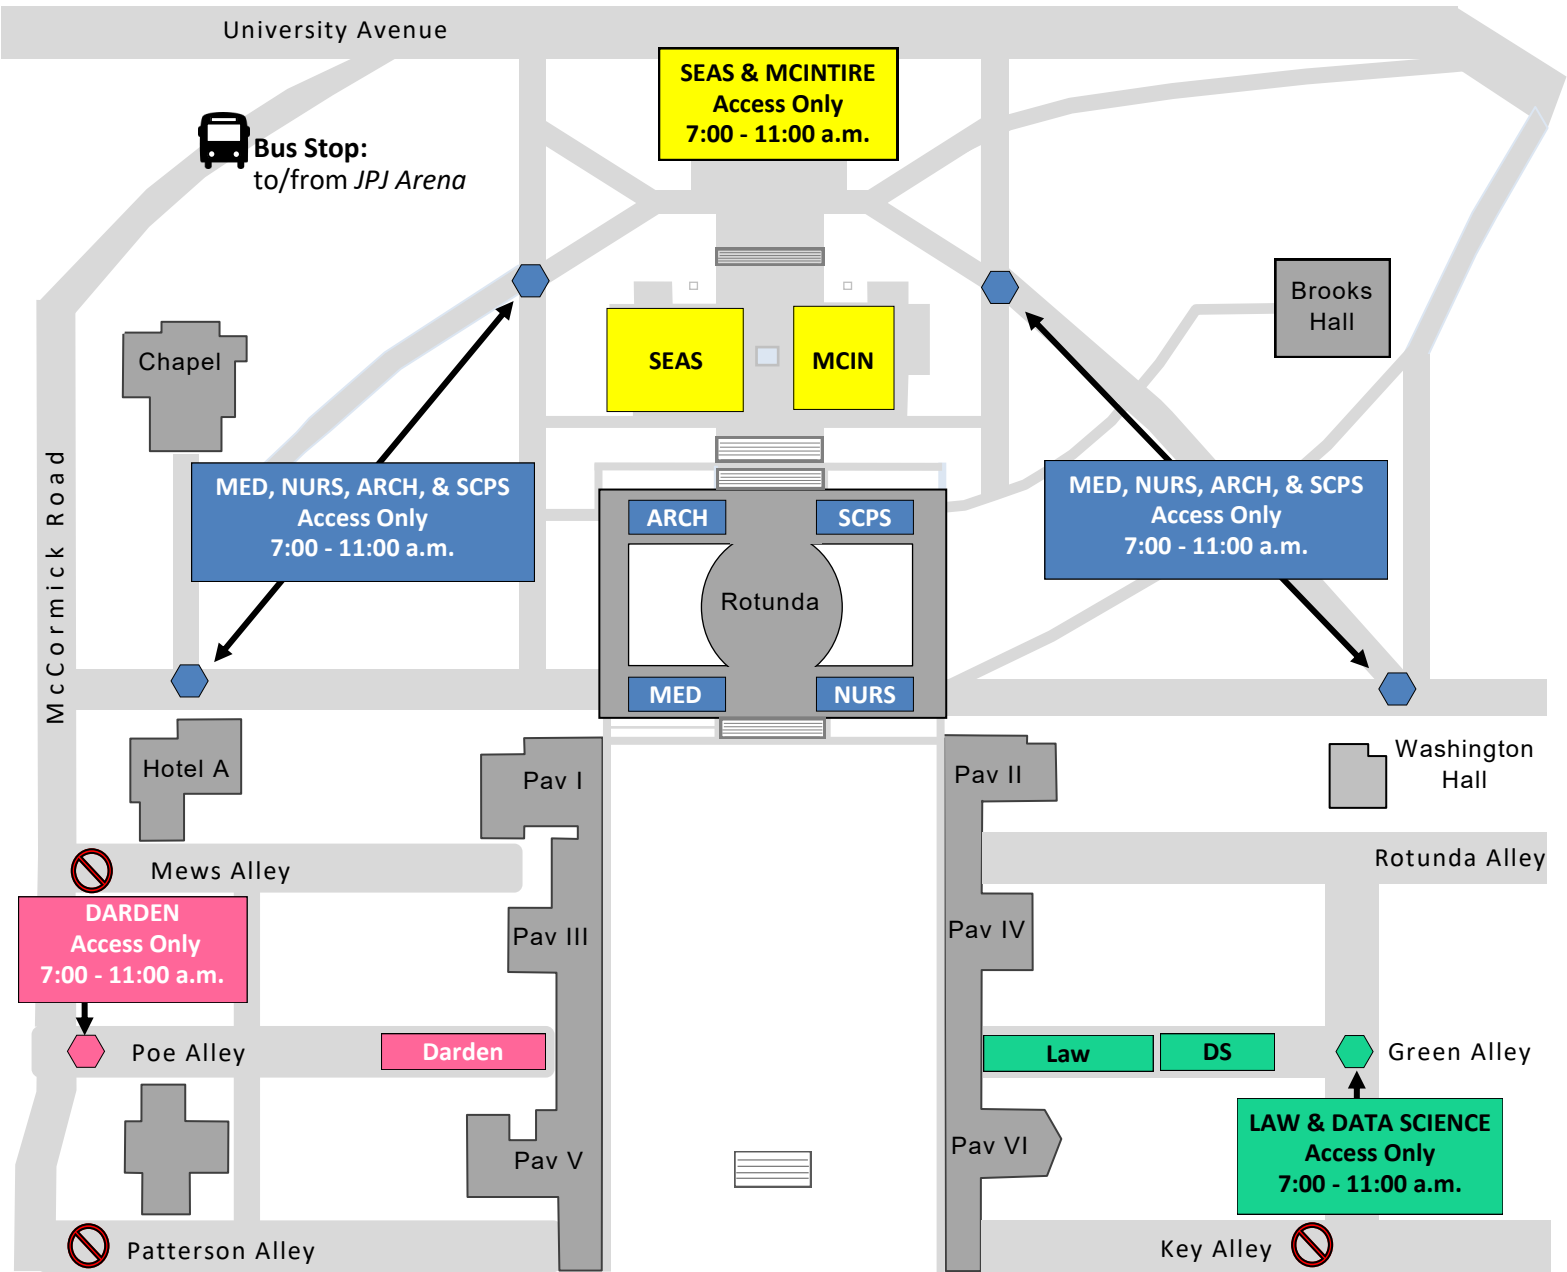 University Avenue
SEAS & MCINTIRE
Access Only
7:00 - 11:00 a.m.
Bus Stop:
to/from JPJ Arena
Brooks
Hall
Chapel
SEAS
MCIN
McCormick Road
MED, NURS, ARCH, & SCPS
Access Only
7:00 - 11:00 a.m.
MED, NURS, ARCH, & SCPS
Access Only
7:00 - 11:00 a.m.
ARCH
SCPS
Rotunda
MED
NURS
Hotel A
Pav I
Pav II
Washington
Hall
Mews Alley
Rotunda Alley
DARDEN
Access Only
7:00 - 11:00 a.m.
Pav III
Pav IV
Poe Alley
Darden
Law
DS
Green Alley
LAW & DATA SCIENCE
Access Only
7:00 - 11:00 a.m.
Pav V
Pav VI
Patterson Alley
Key Alley